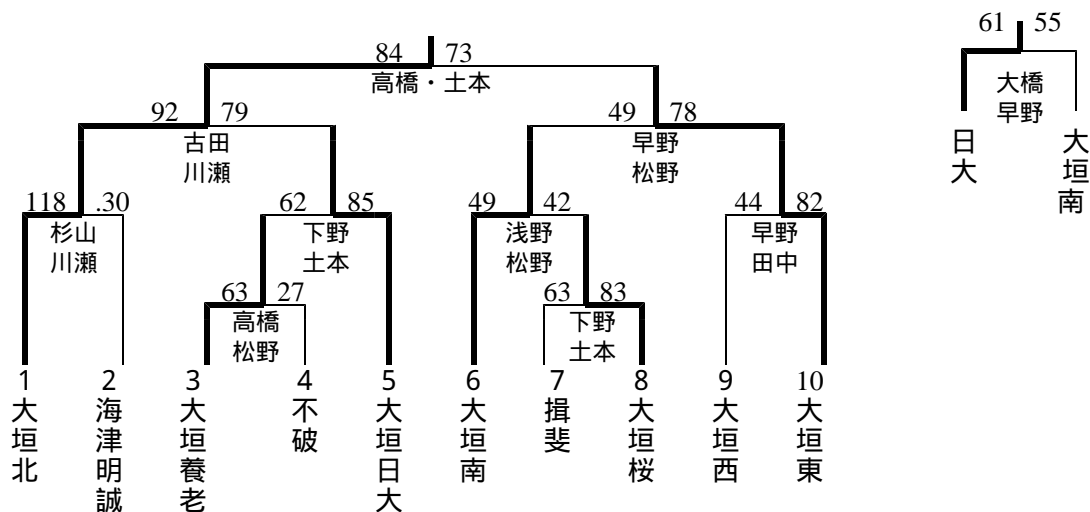 61 55
84 73
高橋・土本
大橋
早野
92 79
49 78
古田
川瀬
早野
松野
日大
大垣南
118 .30
62 85
49 42
44 82
杉山
川瀬
下野
土本
浅野
松野
早野
田中
63 27
63 83
高橋
松野
下野
土本
1 2 3 4 5 6 7 8 9 10
大垣北
海津明誠
大垣養老
不破
大垣日大
大垣南
揖斐
大垣桜
大垣西
大垣東